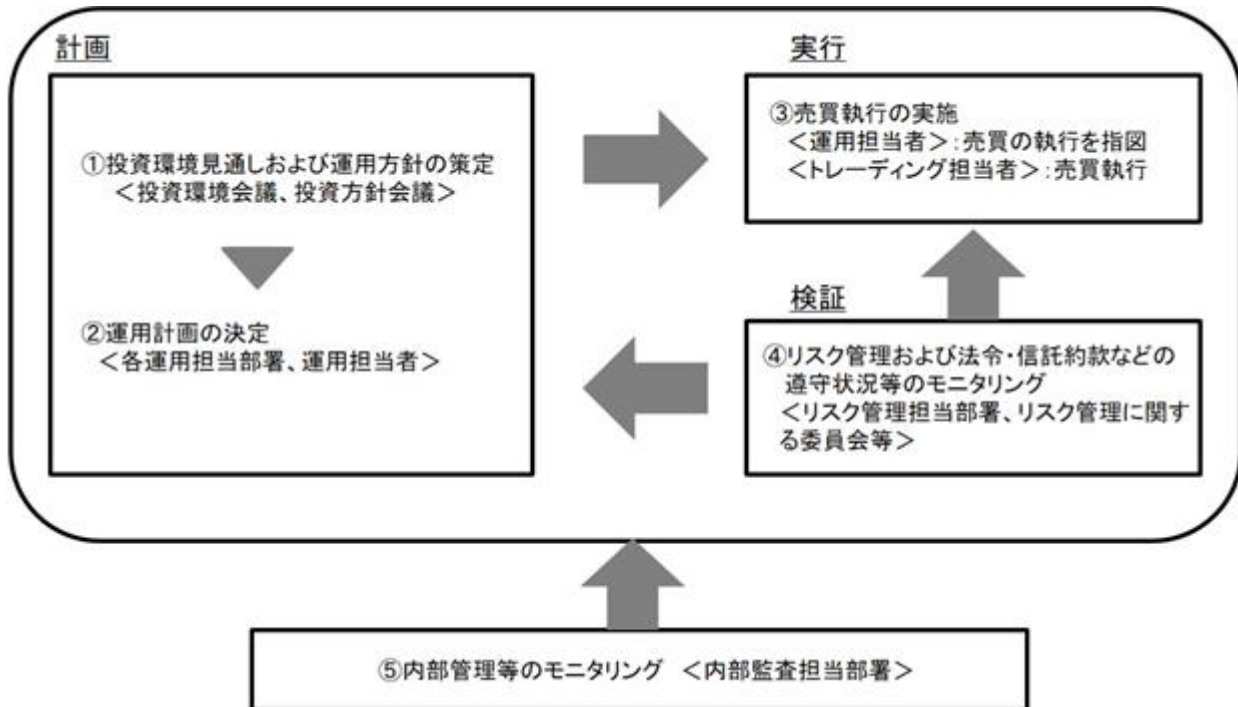 計画
①投資環境見通しおよび運用方針の策定
＜投資環境会議、投資方針会議＞
②運用計画の決定
＜各運用担当部署、運用担当者＞
実行
③売買執行の実施
＜運用担当者＞:売買の執行を指図
＜トレーディング担当者＞:売買執行
検証
④リスク管理および法令・信託約款などの
遵守状況等のモニタリング
＜リスク管理担当部署、リスク管理に関す
る委員会等＞
⑤内部管理等のモニタリング ＜内部監査担当部署＞